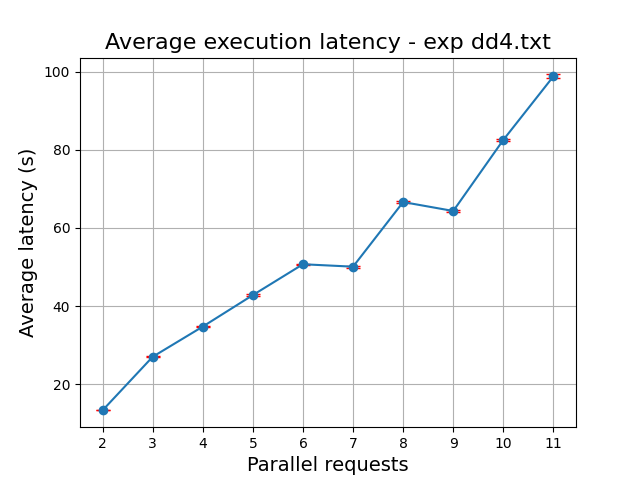 Average execution latency - exp dd4.txt
100
80
60
40
20
Average latency (s)
2 3 4 5 6 7 8 9 10 11
Parallel requests